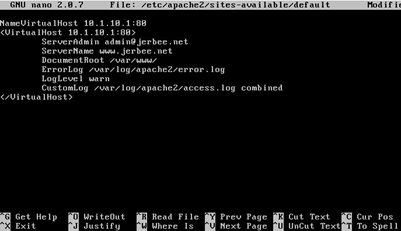 GNU nano 2.0.7 File: /etc/apache2/sites-available/default Modifie
NameVirtualHost 10.1.10.1:80
<VirtualHost 10.1.10.1:80>
ServerAdmin admin@jerbee.net
ServerName www.jerbee.net
DocumentRoot /var/www/
ErrorLog /var/log/apache2/error.log
LogLevel warn
CustomLog /var/log/apache2/access.log combined
</VirtualHost>
^G Get Help ^O WriteOut ^R Read File ^Y Prev Page ^K Cut Text ^C Cur Pos
^X Exit ^J Justify ^W Where Is ^V Next Page ^U UnCut Text ^T To Spell